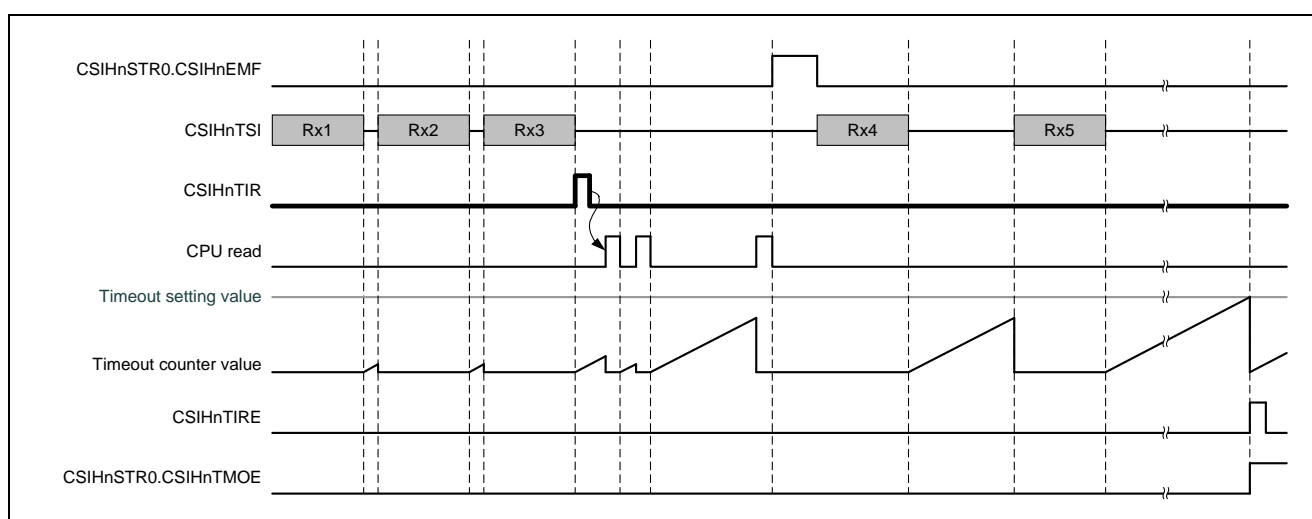 CSIHnSTR0.CSIHnEMF
CSIHnTSI Rx1 Rx2 Rx3 Rx4 Rx5
CSIHnTIR
CPU read
Timeout setting value
Timeout counter value
CSIHnTIRE
CSIHnSTR0.CSIHnTMOE